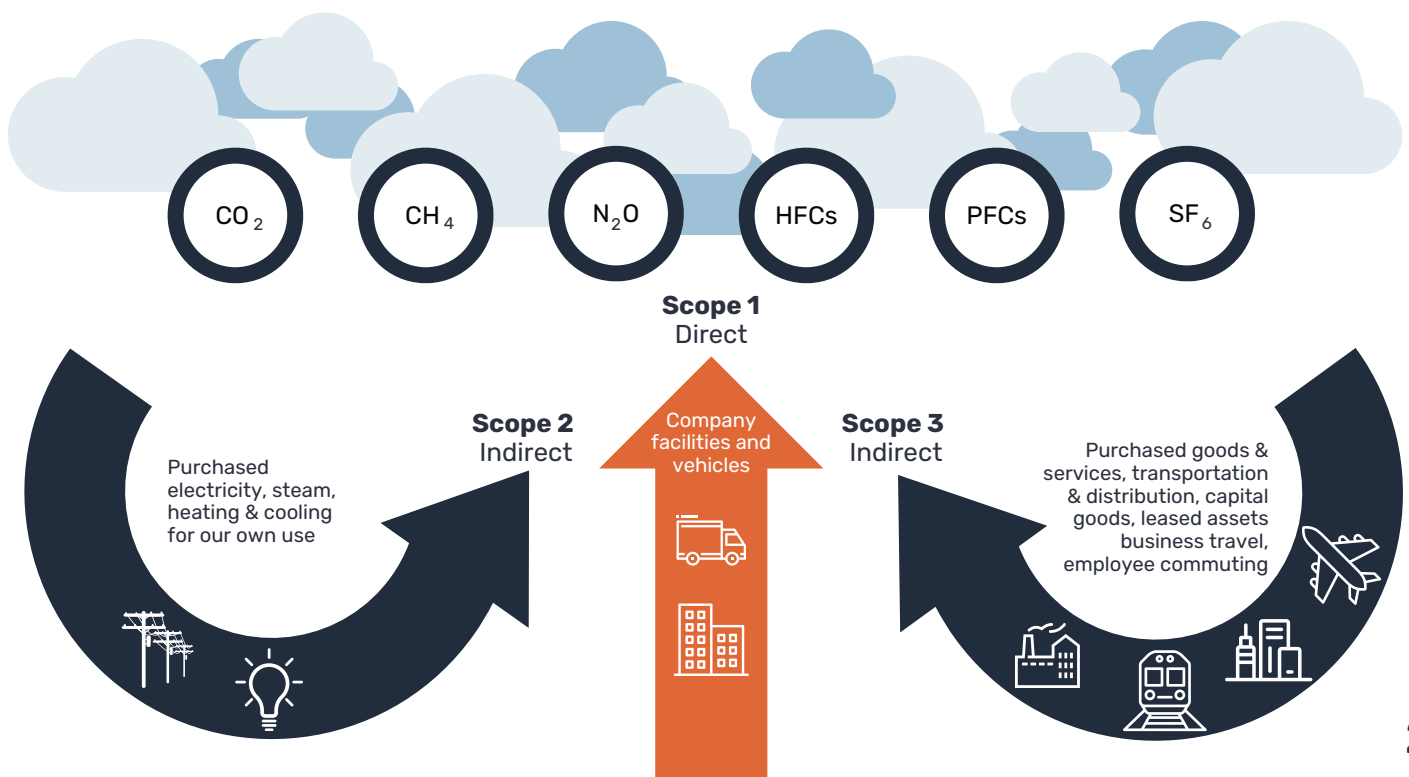 CO2
CH4
N2O
HFCs
PFCs
SF6
Scope 1
Direct
Scope 2
Indirect
Company
facilities and
vehicles
Scope 3
Indirect
Purchased
electricity, steam,
heating & cooling
for our own use
Purchased goods &
services, transportation
& distribution, capital
goods, leased assets
business travel,
employee commuting